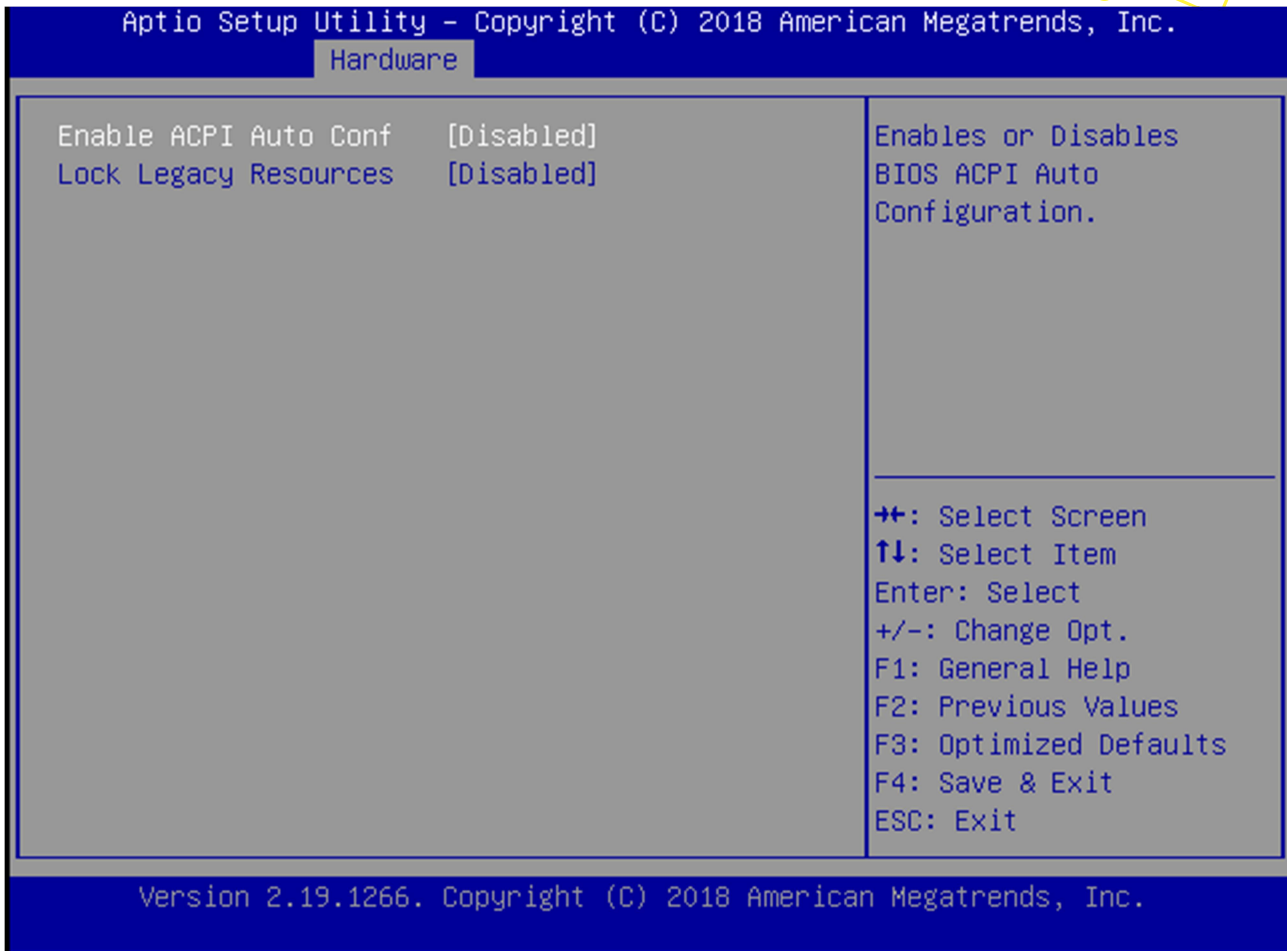 Aptio Setup Utility – Copyright (C) 2018 American Megatrends, Inc.
Hardware
Enable ACPI Auto Conf [Disabled]
Lock Legacy Resources [Disabled]
Enables or Disables
BIOS ACPI Auto
Configuration.
→←: Select Screen
↑↓: Select Item
Enter: Select
+/-: Change Opt.
F1: General Help
F2: Previous Values
F3: Optimized Defaults
F4: Save & Exit
ESC: Exit
Version 2.19.1266. Copyright (C) 2018 American Megatrends, Inc.